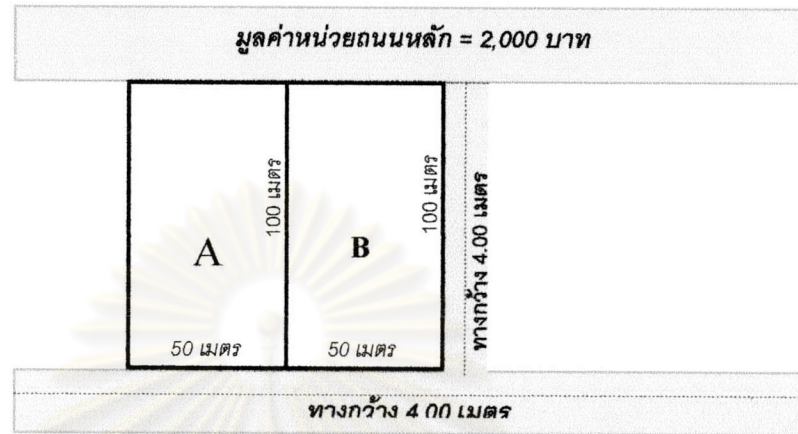 มูลค่าหน่วยถนนหลัก = 2,000 บาท
100 เมตร
100 เมตร
ทางกว้าง 4.00 เมตร
A
B
50 เมตร
50 เมตร
ทางกว้าง 4 00 เมตร